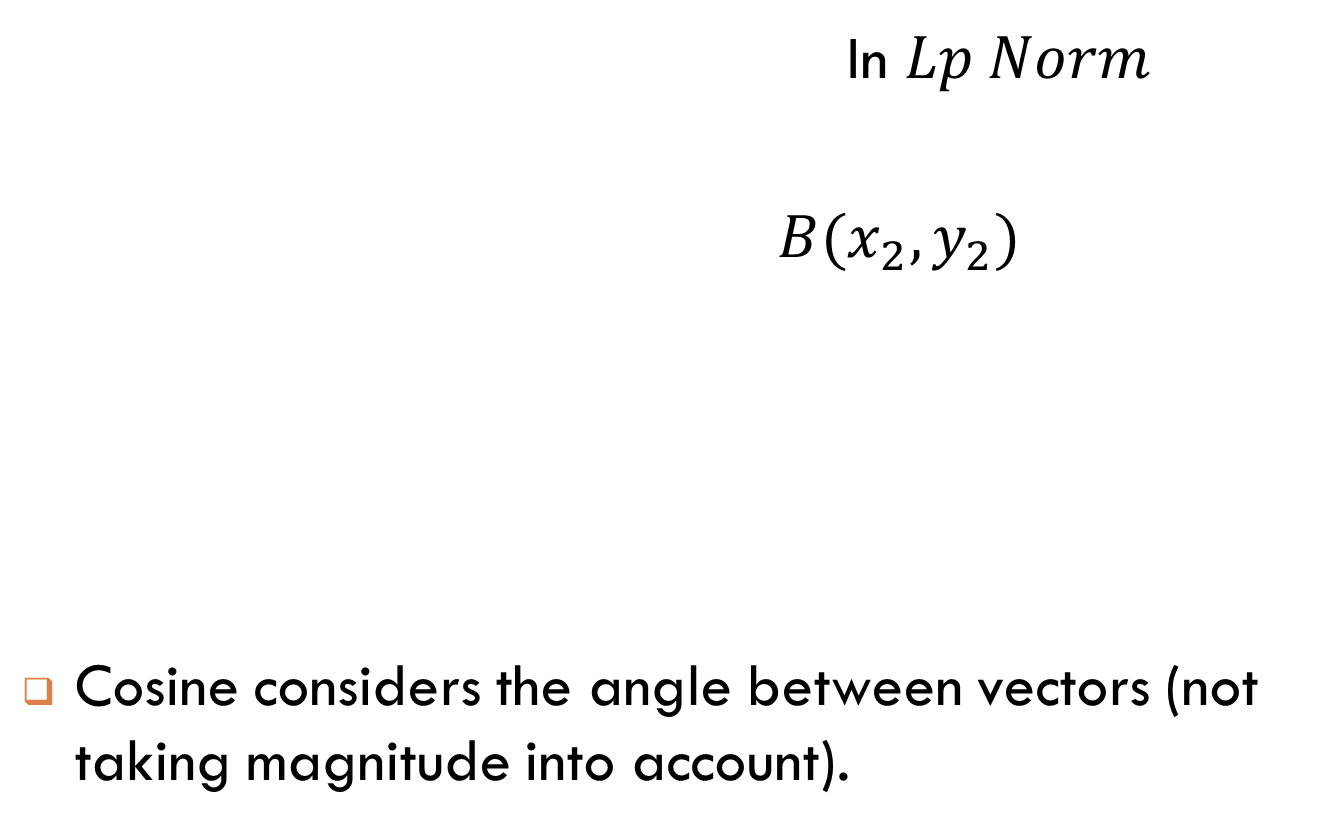 In Lp Norm
B(x₂, y₂)
❑ Cosine considers the angle between vectors (not
taking magnitude into account).